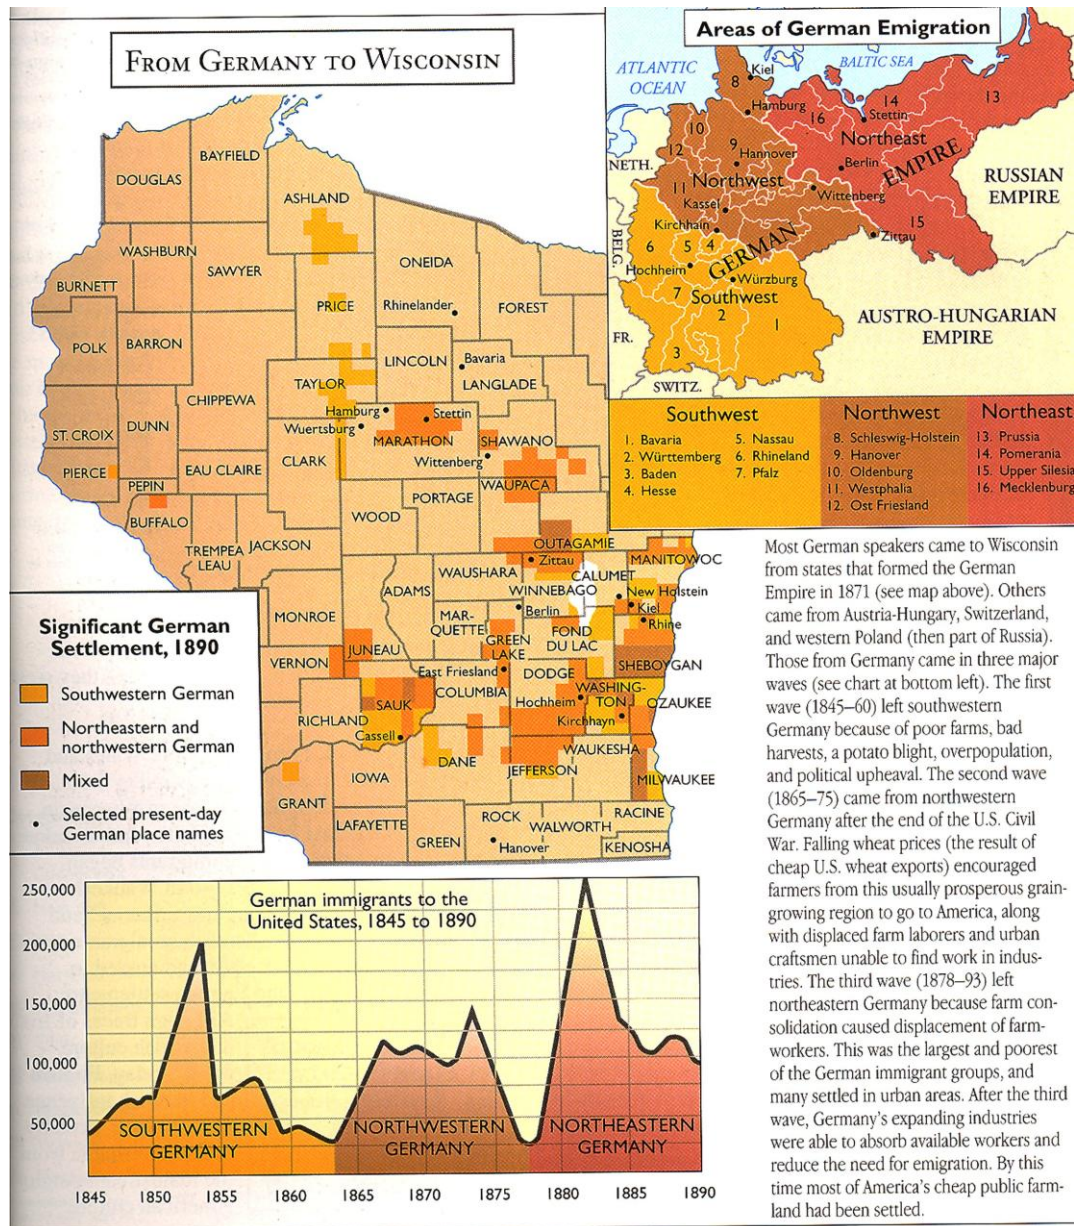 FROM GERMANY TO WISCONSIN
DOUGLAS
BAYFIELD
ASHLAND
WASHBURN
SAWYER
BURNETT
ONEIDA
Rhinelander
FOREST
PRICE
POLK
BARRON
LINCOLN
Bavaria
LANGLADE
TAYLOR
CHIPPEWA
Hamburg
Stettin
Wuertsburg
MARATHON
DUNN
ST. CROIX
SHAWANO
Wittenberg
CLARK
EAU CLAIRE
PIERCE
PEPIN
WAUPACA
PORTAGE
WOOD
BUFFALO
TREMPEA
LEAU
JACKSON
OUTAGAMIE
MANITOWOC
Zittau
WAUSHARA
CALUMET
WINNEBAGO
ADAMS
New Holstein
Kiel
Berlin
MONROE
MAR-
QUETTE
Rhine
FOND
DU LAC
GREEN
LAKE
JUNEAU
VERNON
SHEBOYGAN
East Friesland
DODGE
COLUMBIA
WASHING-
TON
OZAUKEE
SAUK
Hochheim
RICHLAND
Kirchhayn
Cassell
WAUKESHA
DANE
JEFFERSON
MILWAUKEE
IOWA
GRANT
RACINE
ROCK
WALWORTH
LAFAYETTE
GREEN
Hanover
KENOSHA
Significant German
Settlement, 1890
Southwestern German
Northeastern and
northwestern German
Mixed
Selected present-day
German place names
Areas of German Emigration
ATLANTIC
OCEAN
BALTIC SEA
Kiel
8
13
14
Hamburg
Stettin
16
10
Northeast
9
12
Hannover
Berlin
EMPIRE
NETH.
Northwest
RUSSIAN
EMPIRE
11
Wittenberg
Kassel
15
Kirchhain
Zittau
BELG.
6
5
4
GERMAN
Hochheim
Würzburg
7
Southwest
2
1
AUSTRO-HUNGARIAN
EMPIRE
FR.
3
SWITZ.
Southwest
1. Bavaria
2. Württemberg
3. Baden
4. Hesse
5. Nassau
6. Rhineland
7. Pfalz
Northwest
8. Schleswig-Holstein
9. Hanover
10. Oldenburg
11. Westphalia
12. Ost Friesland
Northeast
13. Prussia
14. Pomerania
15. Upper Silesia
16. Mecklenburg
Most German speakers came to Wisconsin
from states that formed the German
Empire in 1871 (see map above). Others
came from Austria-Hungary, Switzerland,
and western Poland (then part of Russia).
Those from Germany came in three major
waves (see chart at bottom left). The first
wave (1845–60) left southwestern
Germany because of poor farms, bad
harvests, a potato blight, overpopulation,
and political upheaval. The second wave
(1865–75) came from northwestern
Germany after the end of the U.S. Civil
War. Falling wheat prices (the result of
cheap U.S. wheat exports) encouraged
farmers from this usually prosperous grain-
growing region to go to America, along
with displaced farm laborers and urban
craftsmen unable to find work in indus-
tries. The third wave (1878–93) left
northeastern Germany because farm con-
solidation caused displacement of farm-
workers. This was the largest and poorest
of the German immigrant groups, and
many settled in urban areas. After the third
wave, Germany's expanding industries
were able to absorb available workers and
reduce the need for emigration. By this
time most of America's cheap public farm-
land had been settled.
German immigrants to the
United States, 1845 to 1890
250,000
200,000
150,000
100,000
50,000
SOUTHWESTERN
GERMANY
NORTHWESTERN
GERMANY
NORTHEASTERN
GERMANY
1845
1850
1855
1860
1865
1870
1875
1880
1885
1890